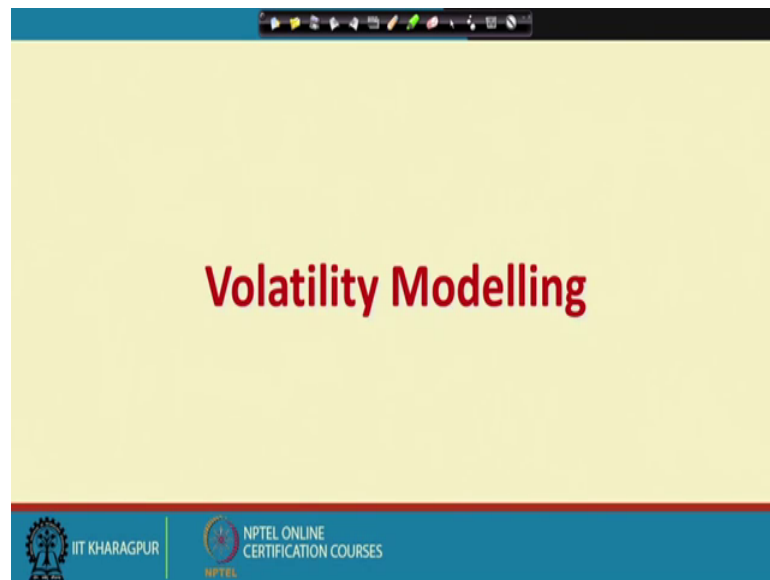 Volatility Modelling
IIT KHARAGPUR
NPTEL ONLINE
CERTIFICATION COURSES
NPTEL